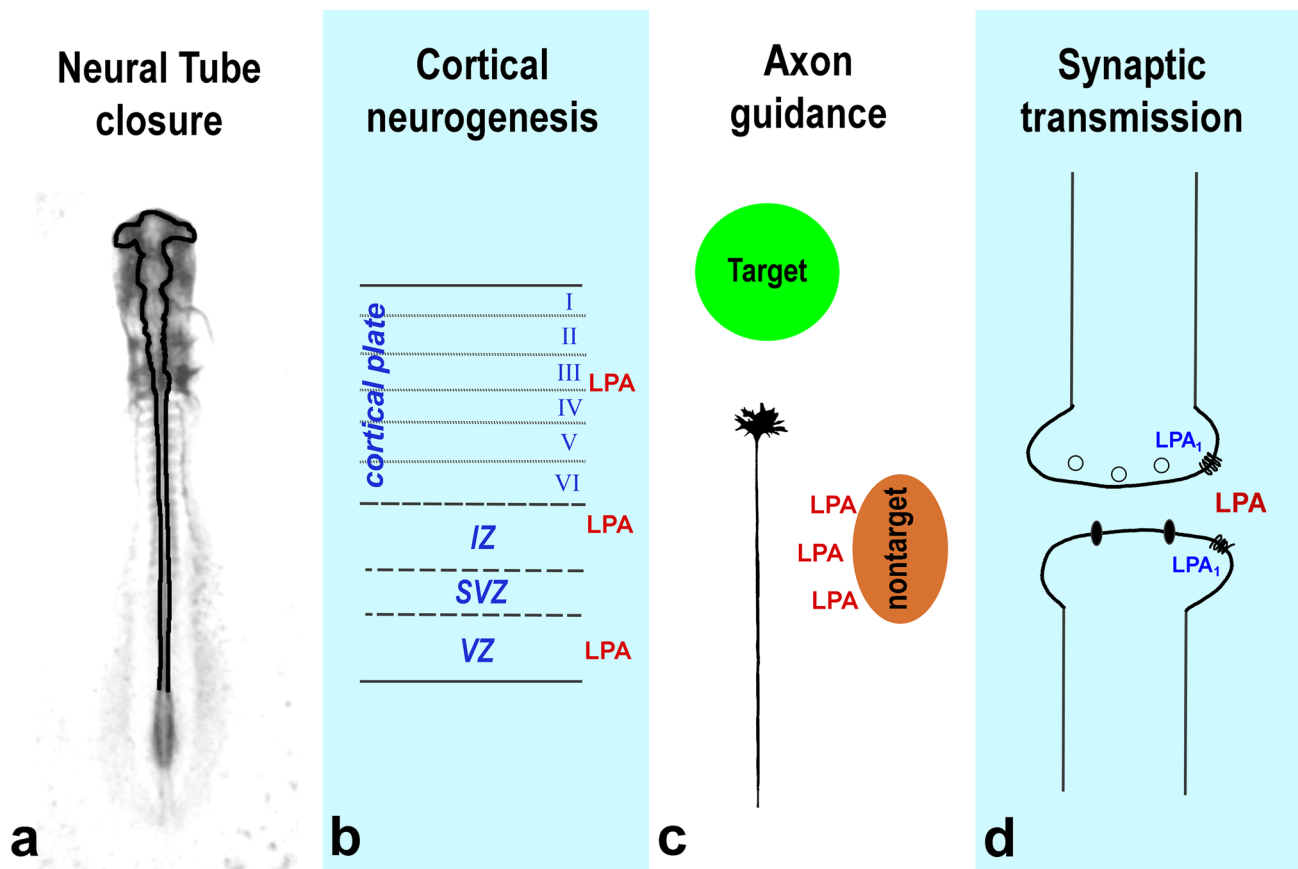 Neural Tube
closure
a
Cortical
neurogenesis
cortical plate
I
II
III
LPA
IV
V
VI
LPA
IZ
SVZ
VZ
LPA
b
Axon
guidance
Target
LPA
LPA
LPA
nontarget
c
Synaptic
transmission
LPA₁
LPA
LPA₁
d